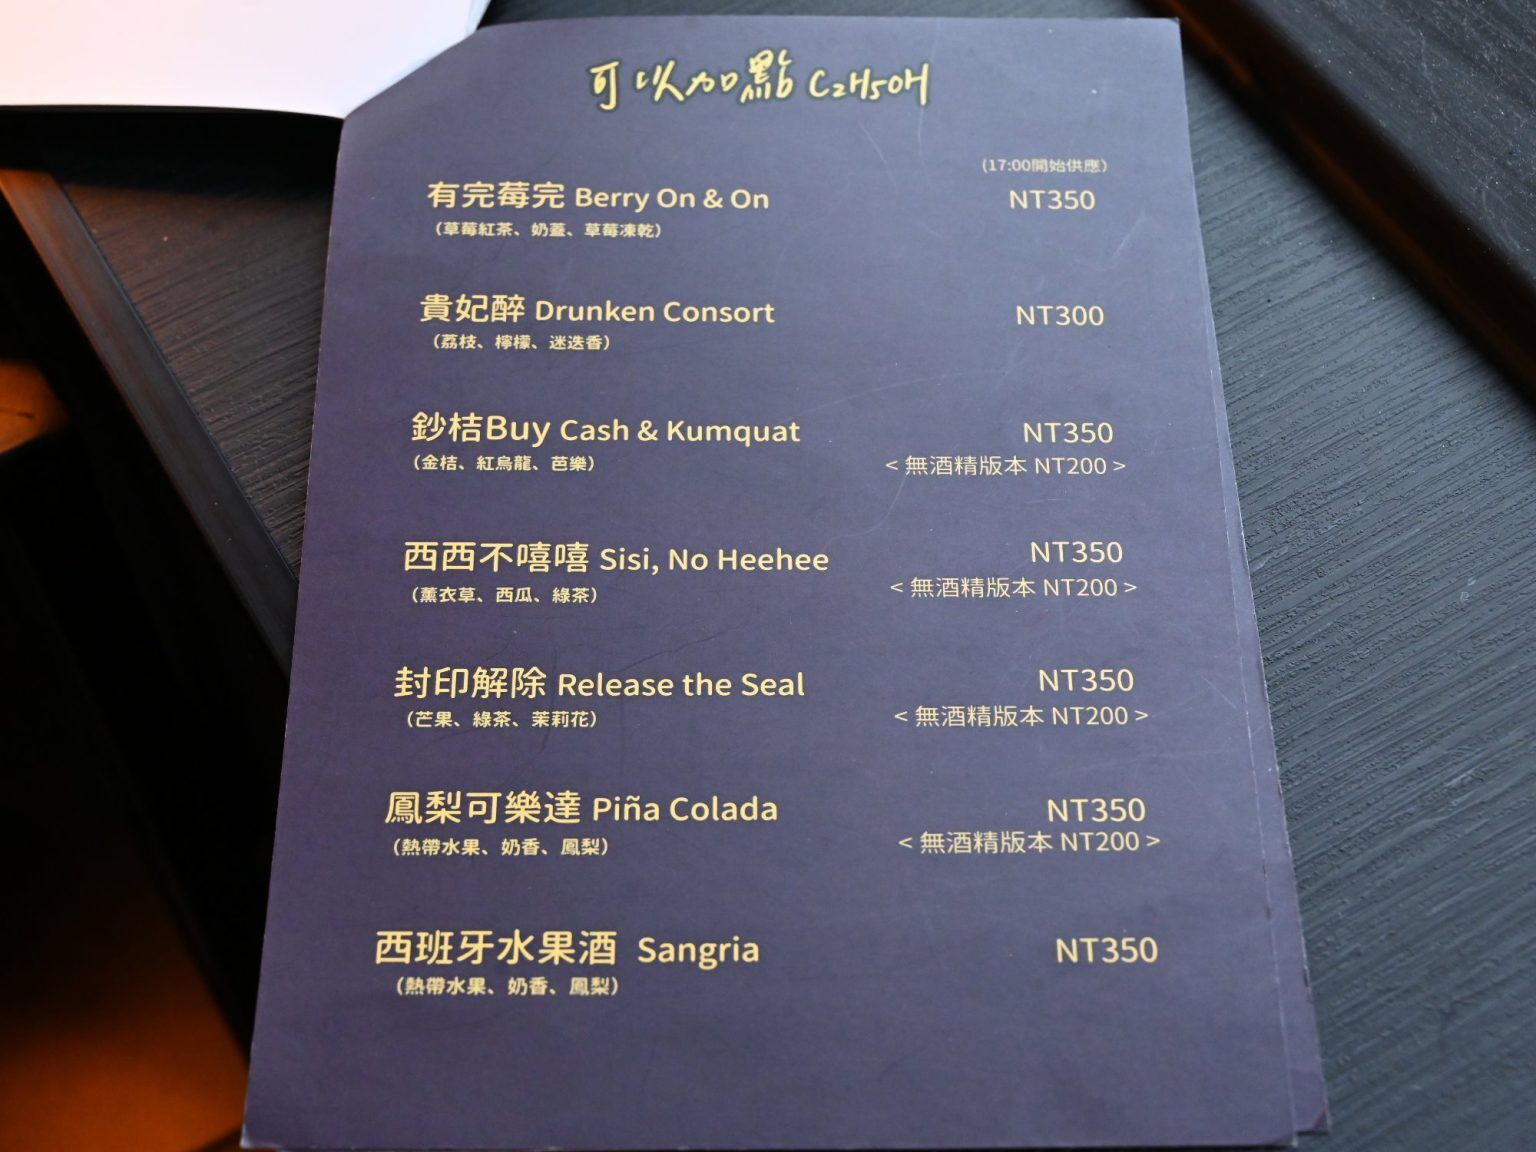 可以加點 C2H5OH
(17:00開始供應)
有完莓完 Berry On & On NT350
(草莓紅茶、奶蓋、草莓凍乾)
貴妃醉 Drunken Consort NT300
(荔枝、檸檬、迷迭香)
鈔桔Buy Cash & Kumquat NT350
(金桔、紅烏龍、芭樂) < 無酒精版本 NT200 >
西西不嘻嘻 Sisi, No Heehee NT350
(薰衣草、西瓜、綠茶) < 無酒精版本 NT200 >
封印解除 Release the Seal NT350
(芒果、綠茶、茉莉花) < 無酒精版本 NT200 >
鳳梨可樂達 Piña Colada NT350
(熱帶水果、奶香、鳳梨) < 無酒精版本 NT200 >
西班牙水果酒 Sangria NT350
(熱帶水果、奶香、鳳梨)